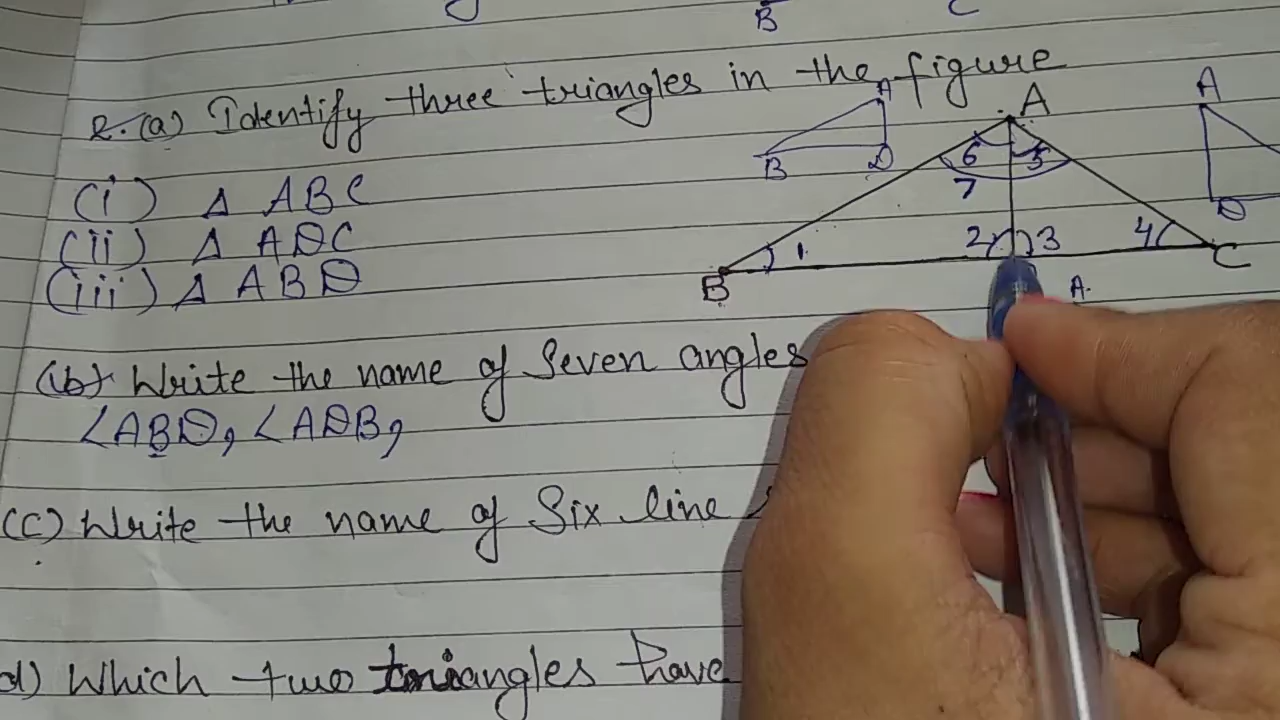 B C
2.(a) Identify three triangles in the figure
(i) Δ ABC
(ii) Δ ADC
(iii) Δ ABD
A
B D
A
6 5
7
1 2 3 4
B C
A
D
A
(b) Write the name of Seven angles
∠ABD, ∠ADB,
(c) Write the name of Six line
d) Which two triangles have